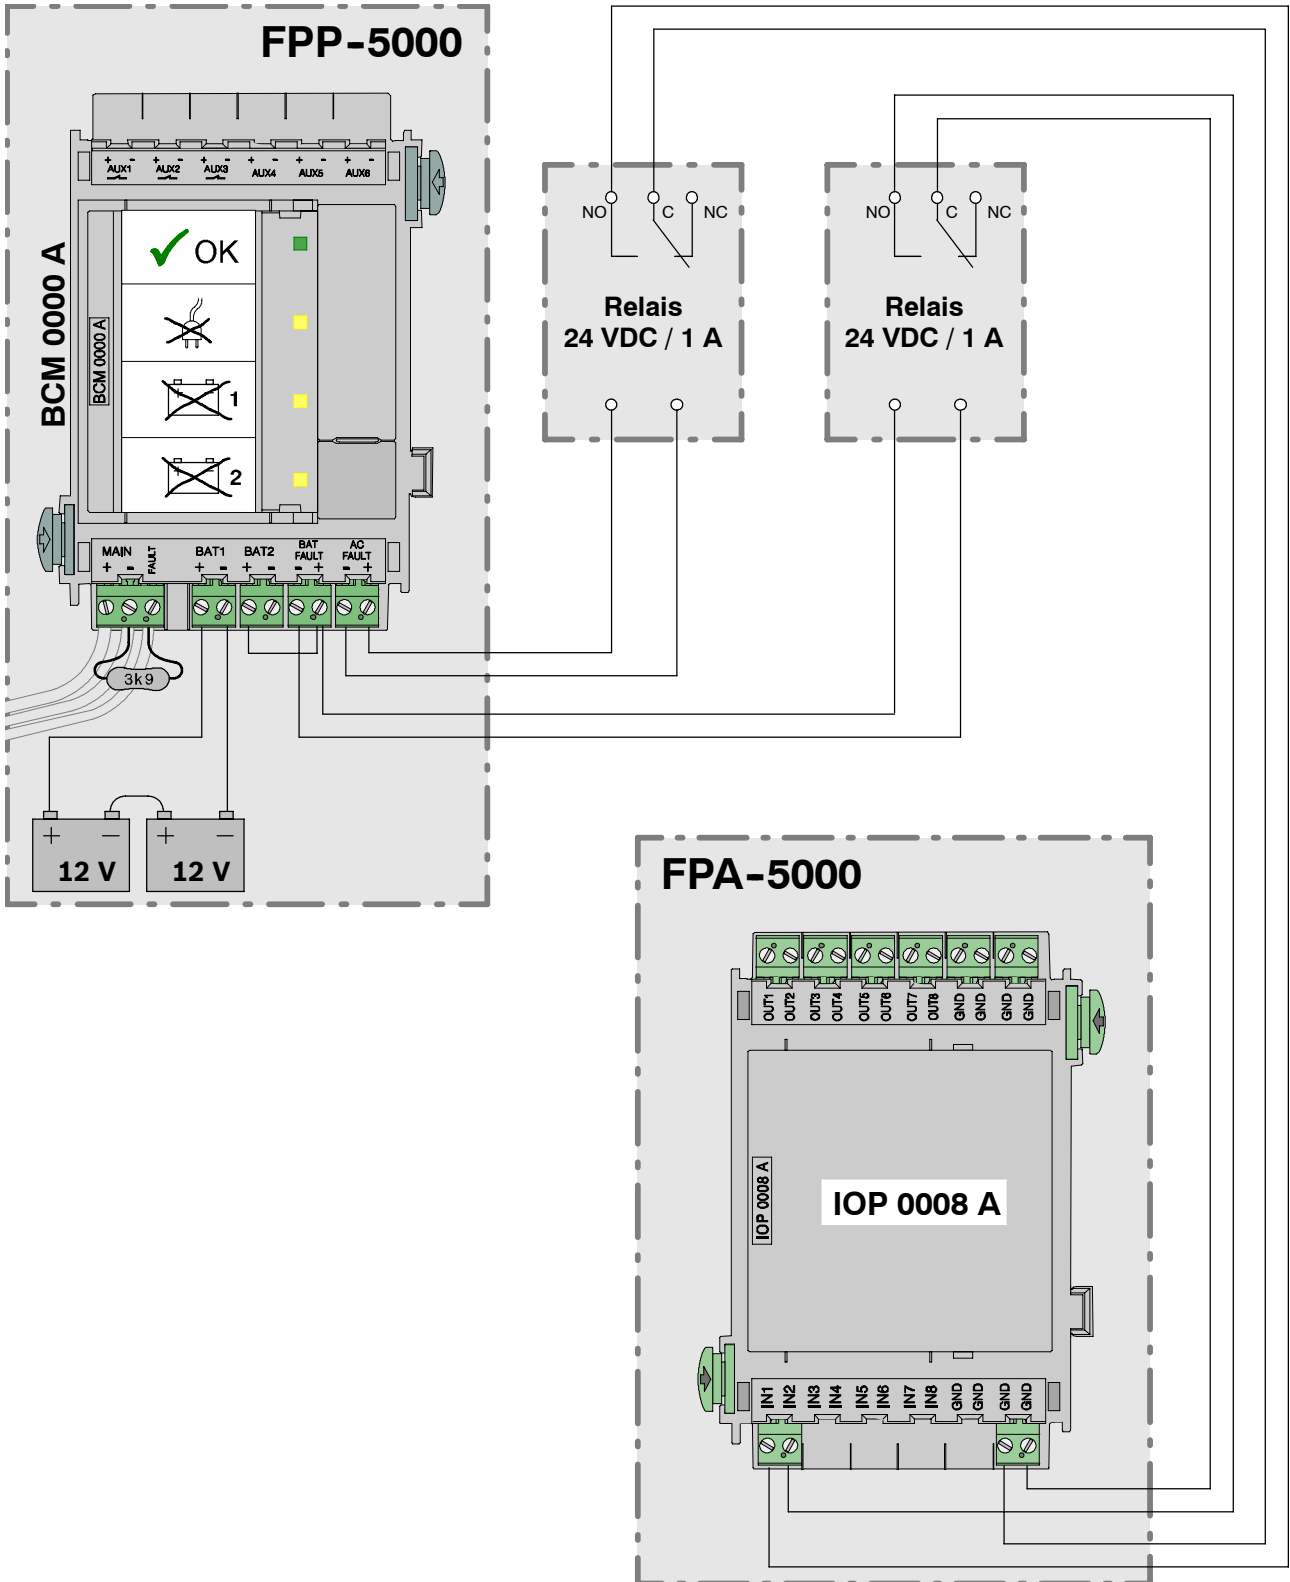 FPP-5000
+ - + - + - + - + - + -
AUX1 AUX2 AUX3 AUX4 AUX5 AUX6
BCM 0000 A
BCM 0000 A
OK
1
2
MAIN FAULT BAT1 BAT2 BAT FAULT AC FAULT
+ - + - + - - + - +
3k9
+ - + -
12 V 12 V
NO C NC
Relais
24 VDC / 1 A
NO C NC
Relais
24 VDC / 1 A
FPA-5000
OUT1 OUT2 OUT3 OUT4 OUT5 OUT6 OUT7 OUT8 GND GND GND GND
IOP 0008 A
IOP 0008 A
IN1 IN2 IN3 IN4 IN5 IN6 IN7 IN8 GND GND GND GND